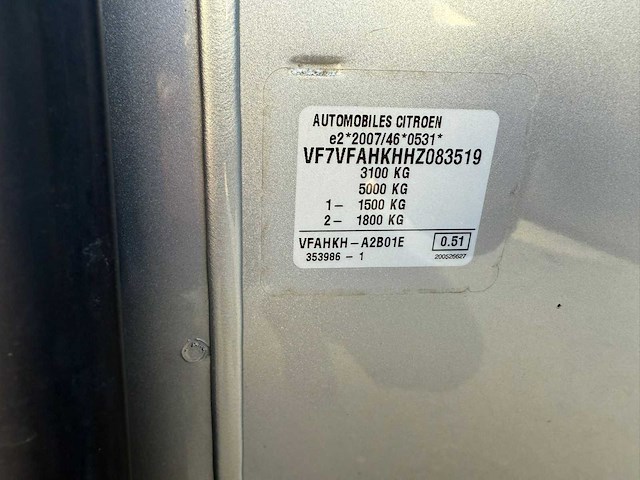 AUTOMOBILES CITROEN
e2*2007/46*0531*
VF7VFAHKHHZ083519
3100 KG
5000 KG
1- 1500 KG
2- 1800 KG
VFAHKH-A2B01E 0.51
353986 - 1 200526627